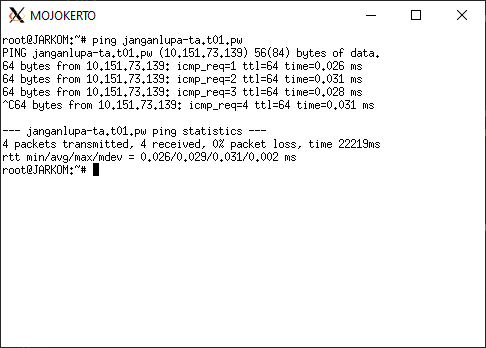 MOJOKERTO
root@JARKOM:~# ping janganlupa-ta.t01.pw
PING janganlupa-ta.t01.pw (10.151.73.139) 56(84) bytes of data.
64 bytes from 10.151.73.139: icmp_req=1 ttl=64 time=0.026 ms
64 bytes from 10.151.73.139: icmp_req=2 ttl=64 time=0.031 ms
64 bytes from 10.151.73.139: icmp_req=3 ttl=64 time=0.028 ms
^C64 bytes from 10.151.73.139: icmp_req=4 ttl=64 time=0.031 ms
--- janganlupa-ta.t01.pw ping statistics ---
4 packets transmitted, 4 received, 0% packet loss, time 22219ms
rtt min/avg/max/mdev = 0.026/0.029/0.031/0.002 ms
root@JARKOM:~#